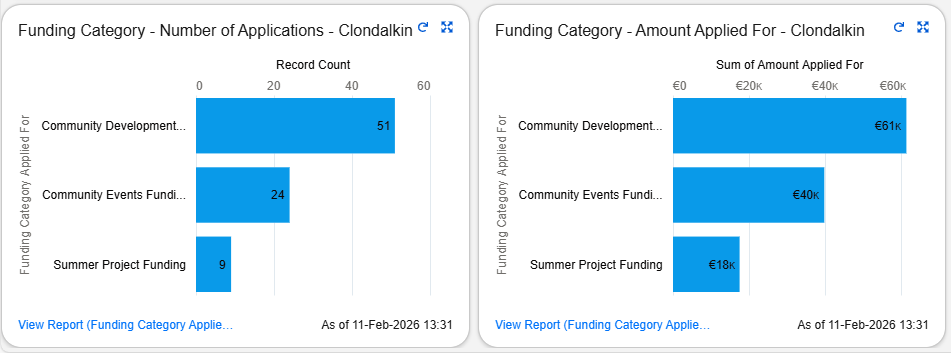 Funding Category - Number of Applications - Clondalkin
Record Count
0 20 40 60
Funding Category Applied For
Community Development... 51
Community Events Fundi... 24
Summer Project Funding 9
View Report (Funding Category Applie...
As of 11-Feb-2026 13:31
Funding Category - Amount Applied For - Clondalkin
Sum of Amount Applied For
€0 €20K €40K €60K
Funding Category Applied For
Community Development... €61K
Community Events Fundi... €40K
Summer Project Funding €18K
View Report (Funding Category Applie...
As of 11-Feb-2026 13:31